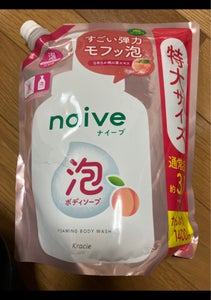 すごい弾力
モフッ泡
naive
ナイーブ
泡
ボディソープ
FOAMING BODY WASH
Kracie
特大サイズ
通常
約3